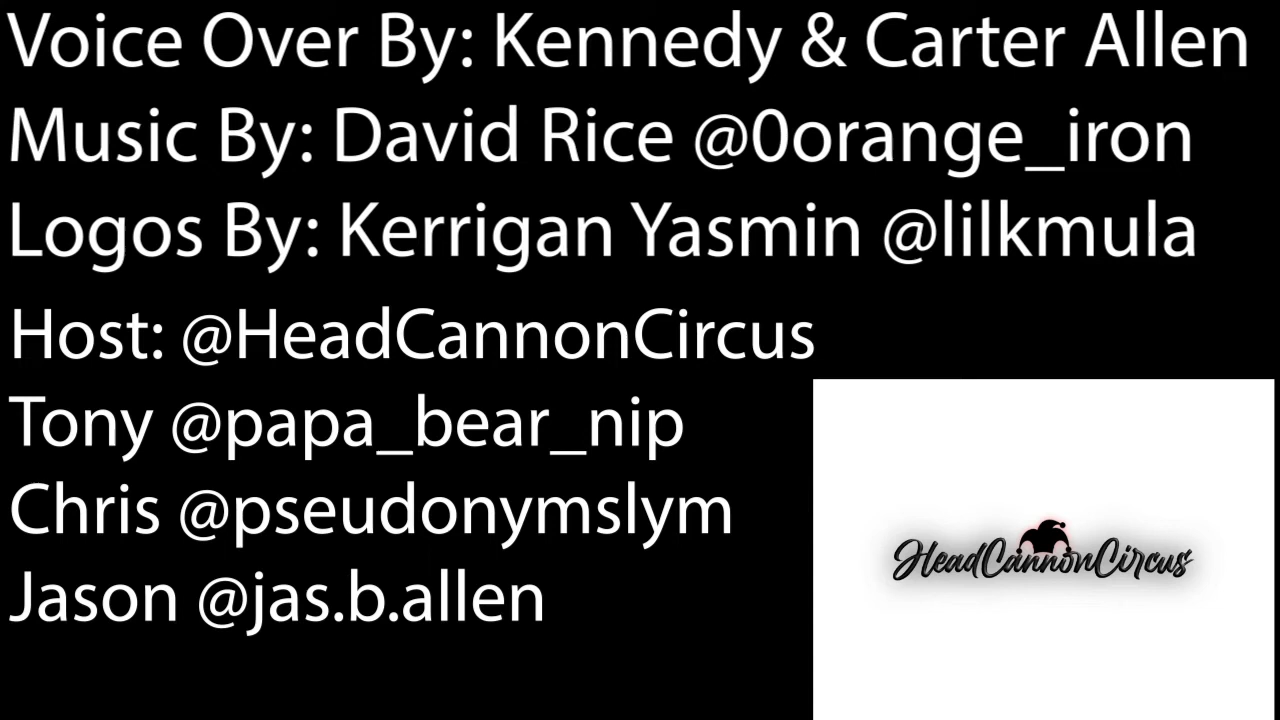 Voice Over By: Kennedy & Carter Allen
Music By: David Rice @0orange_iron
Logos By: Kerrigan Yasmin @lilkmula
Host: @HeadCannonCircus
Tony @papa_bear_nip
Chris @pseudonymslym
Jason @jas.b.allen
HeadCannonCircus